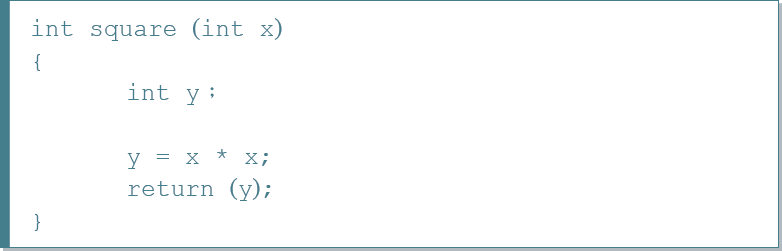 int square (int x)
{
int y ;
y = x * x;
return (y);
}